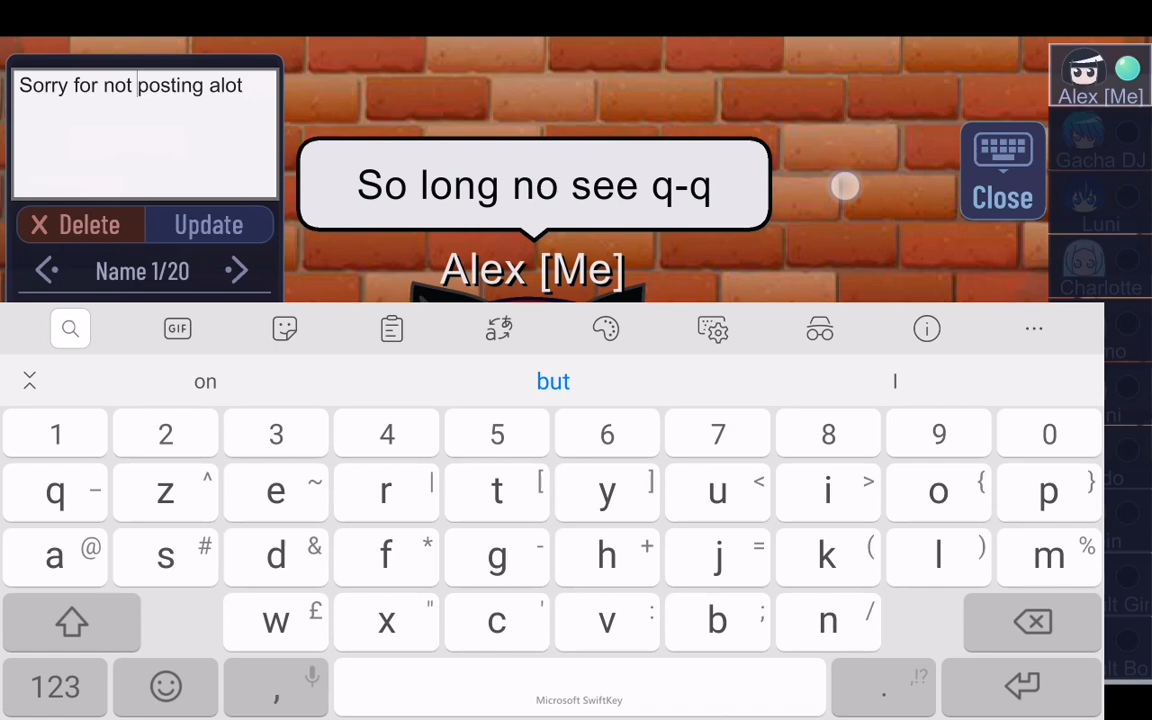 Sorry for not posting alot
X Delete
Update
Name 1/20
So long no see q-q
Alex [Me]
Close
Alex [Me]
Gacha DJ
Luni
Charlotte
GIF
on
but
I
1 2 3 4 5 6 7 8 9 0
q – z ^ e ~ r | t [ y ] u < i > o { p }
a @ s # d & f * g - h + j = k ( l ) m %
w £ x " c ' v : b ; n /
123 , . ,!?
Microsoft SwiftKey